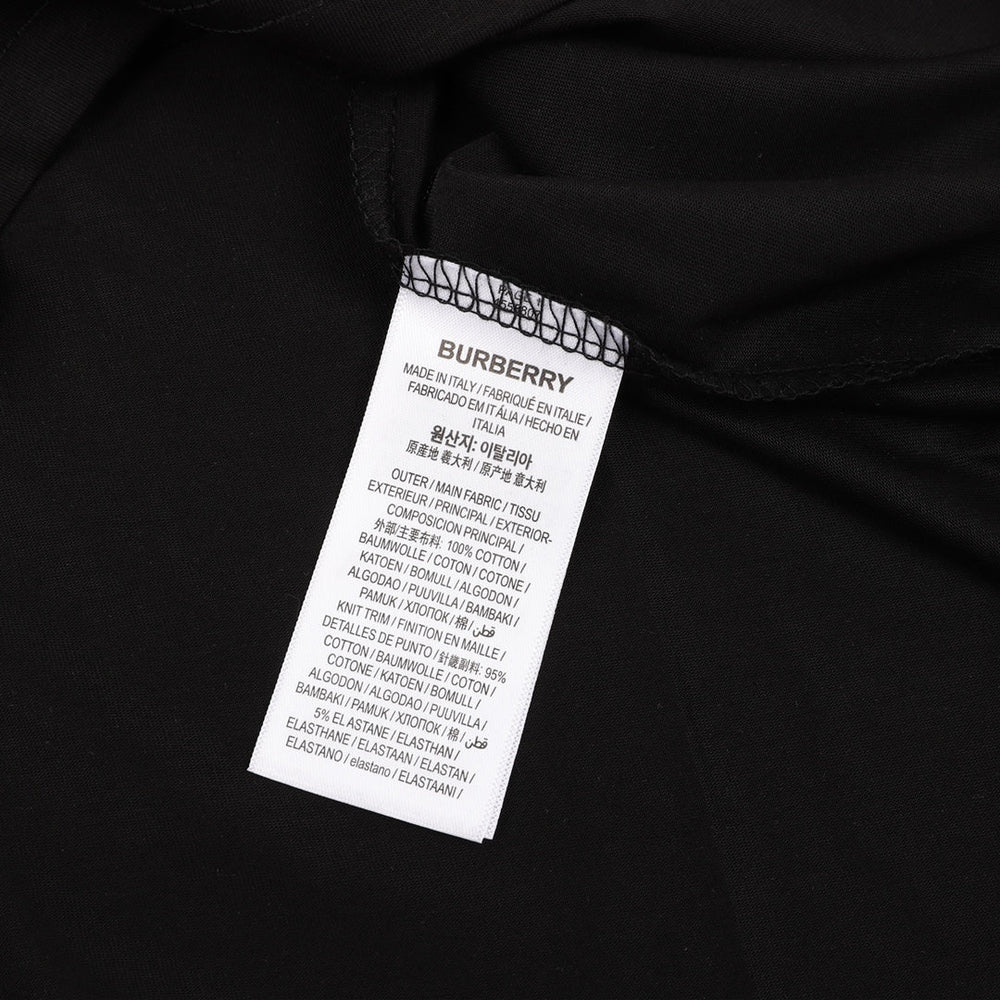 PAGE
BURBERRY
MADE IN ITALY / FABRIQUÉ EN ITALIE /
FABRICADO EM ITÁLIA / HECHO EN
ITALIA
원산지: 이탈리아
原産地 義大利 / 原产地 意大利
OUTER / MAIN FABRIC / TISSU
EXTERIEUR / PRINCIPAL / EXTERIOR-
COMPOSICION PRINCIPAL /
外部/主要布料: 100% COTTON /
BAUMWOLLE / COTON / COTONE /
KATOEN / BOMULL / ALGODON /
ALGODAO / PUUVILLA / BAMBAKI /
PAMUK / ХЛОПОК / 棉 / قطن
KNIT TRIM / FINITION EN MAILLE /
DETALLES DE PUNTO / 針織副料: 95%
COTTON / BAUMWOLLE / COTON /
COTONE / KATOEN / BOMULL /
ALGODON / ALGODAO / PUUVILLA /
BAMBAKI / PAMUK / ХЛОПОК / 棉 / قطن
5% ELASTANE / ELASTHAN /
ELASTHANE / ELASTAAN / ELASTAN /
ELASTANO / elastano / ELASTAANI /